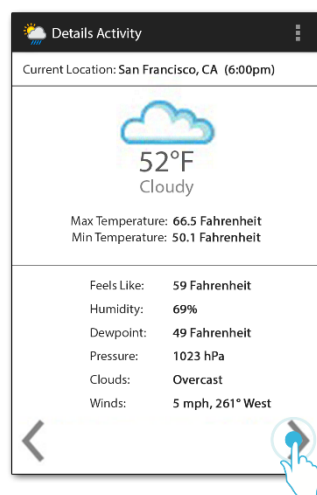 Details Activity
Current Location: San Francisco, CA (6:00pm)
52°F
Cloudy
Max Temperature: 66.5 Fahrenheit
Min Temperature: 50.1 Fahrenheit
Feels Like: 59 Fahrenheit
Humidity: 69%
Dewpoint: 49 Fahrenheit
Pressure: 1023 hPa
Clouds: Overcast
Winds: 5 mph, 261° West